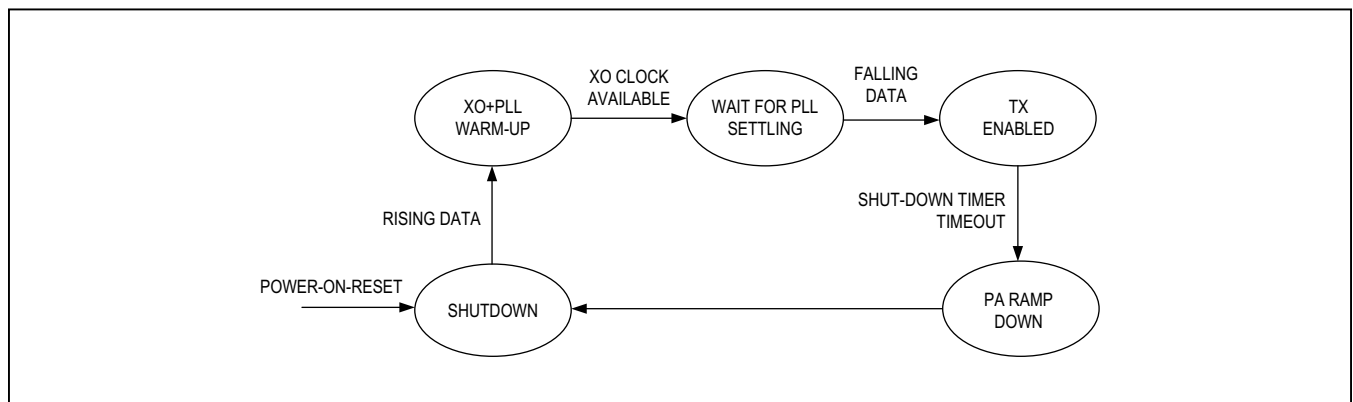 XO+PLL
WARM-UP
XO CLOCK
AVAILABLE
WAIT FOR PLL
SETTLING
FALLING
DATA
TX
ENABLED
RISING DATA
SHUT-DOWN TIMER
TIMEOUT
POWER-ON-RESET
SHUTDOWN
PA RAMP
DOWN